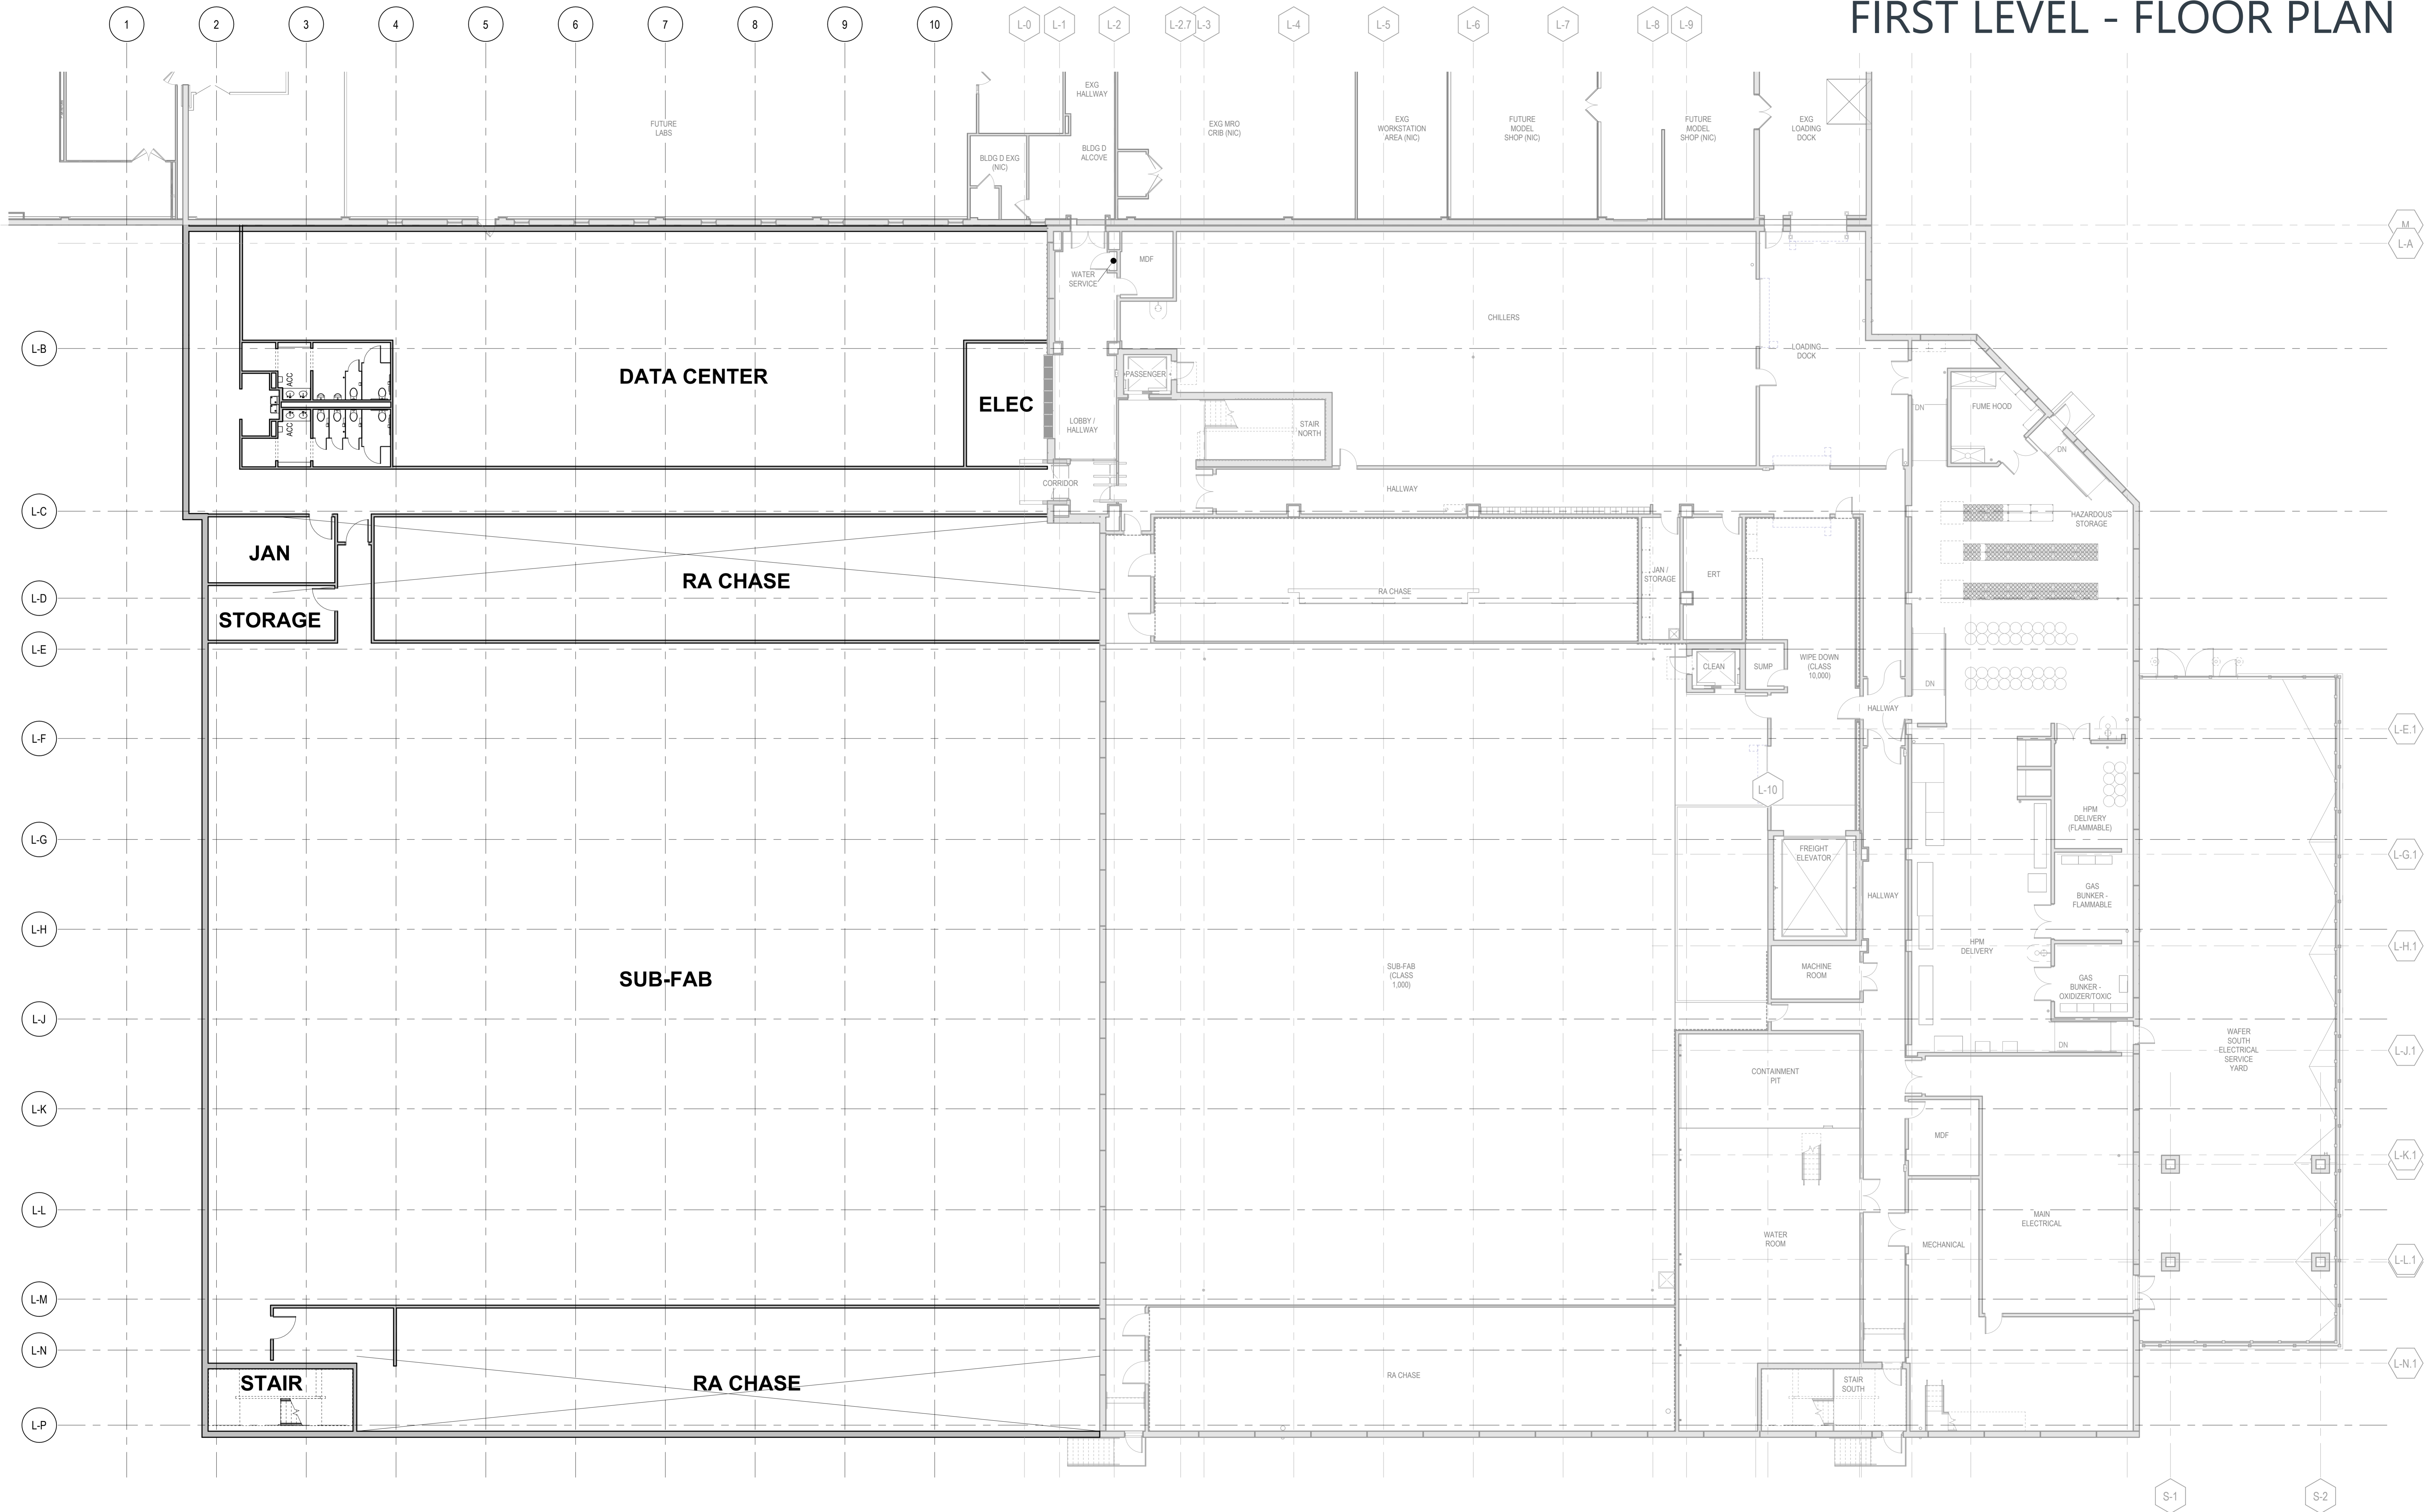 FIRST LEVEL - FLOOR PLAN
1
2
3
4
5
6
7
8
9
10
L-0
L-1
L-2
L-2.7
L-3
L-4
L-5
L-6
L-7
L-8
L-9
EXG
HALLWAY
FUTURE
LABS
EXG MRO
CRIB (NIC)
EXG
WORKSTATION
AREA (NIC)
FUTURE
MODEL
SHOP (NIC)
FUTURE
MODEL
SHOP (NIC)
EXG
LOADING
DOCK
BLDG D EXG
(NIC)
BLDG D
ALCOVE
M
L-A
WATER
SERVICE
MDF
CHILLERS
LOADING
DOCK
L-B
DATA CENTER
ACC
ACC
ELEC
PASSENGER
LOBBY /
HALLWAY
STAIR
NORTH
DN
FUME HOOD
DN
CORRIDOR
HALLWAY
L-C
HAZARDOUS
STORAGE
JAN
RA CHASE
RA CHASE
JAN /
STORAGE
ERT
L-D
STORAGE
L-E
CLEAN
SUMP
WIPE DOWN
(CLASS
10,000)
DN
HALLWAY
L-F
L-E.1
L-10
HPM
DELIVERY
(FLAMMABLE)
L-G
FREIGHT
ELEVATOR
L-G.1
HALLWAY
GAS
BUNKER -
FLAMMABLE
L-H
HPM
DELIVERY
L-H.1
SUB-FAB
SUB-FAB
(CLASS
1,000)
MACHINE
ROOM
GAS
BUNKER -
OXIDIZER/TOXIC
L-J
DN
WAFER
SOUTH
ELECTRICAL
SERVICE
YARD
L-J.1
CONTAINMENT
PIT
L-K
MDF
L-K.1
L-L
WATER
ROOM
MECHANICAL
MAIN
ELECTRICAL
L-L.1
L-M
L-N
L-N.1
STAIR
RA CHASE
RA CHASE
STAIR
SOUTH
L-P
S-1
S-2